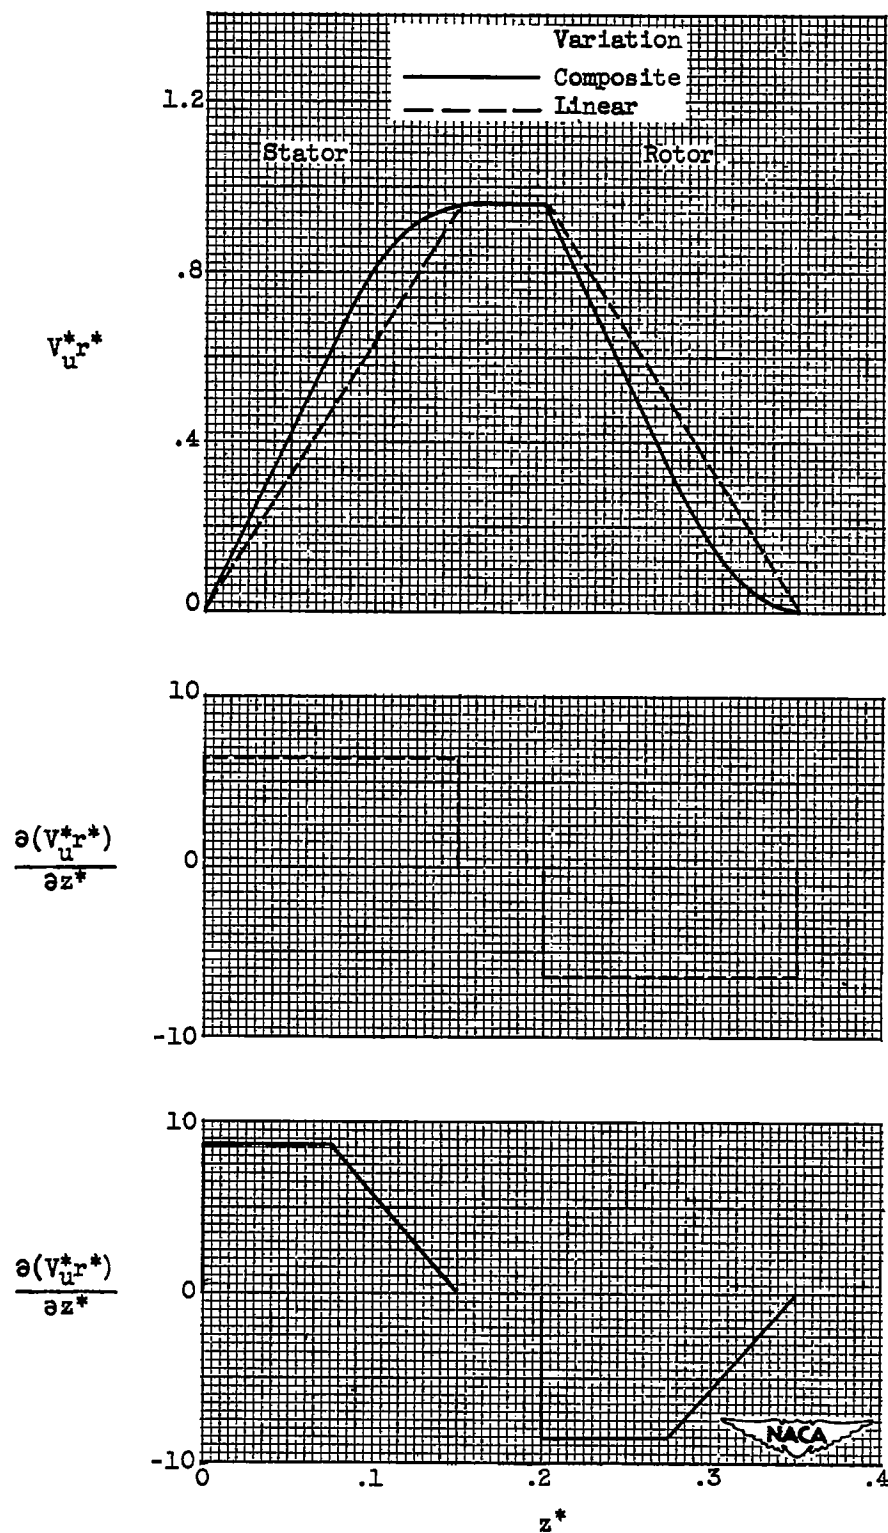 Variation
Composite
Linear
1.2
Stator
Rotor
.8
V*ur*
.4
0
10
∂(V*ur*)
∂z*
0
-10
10
∂(V*ur*)
∂z*
0
NACA
-10
0
.1
.2
.3
.4
z*